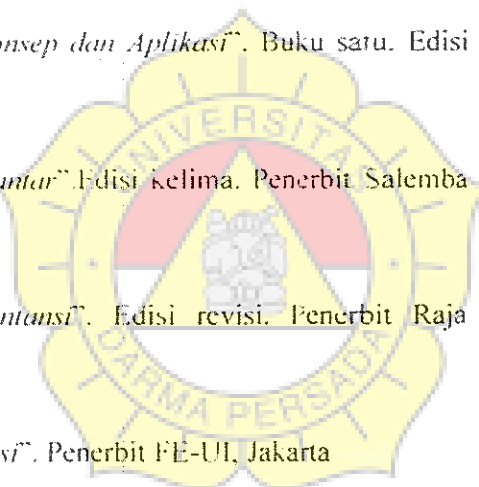 onsep dan Aplikasi”. Buku satu. Edisi
UNIVERSITAS
antar”.Edisi kelima. Penerbit Salemba
ntansi”. Edisi revisi. Penerbit Raja
DARMA PERSADA
si”. Penerbit FE-UI, Jakarta